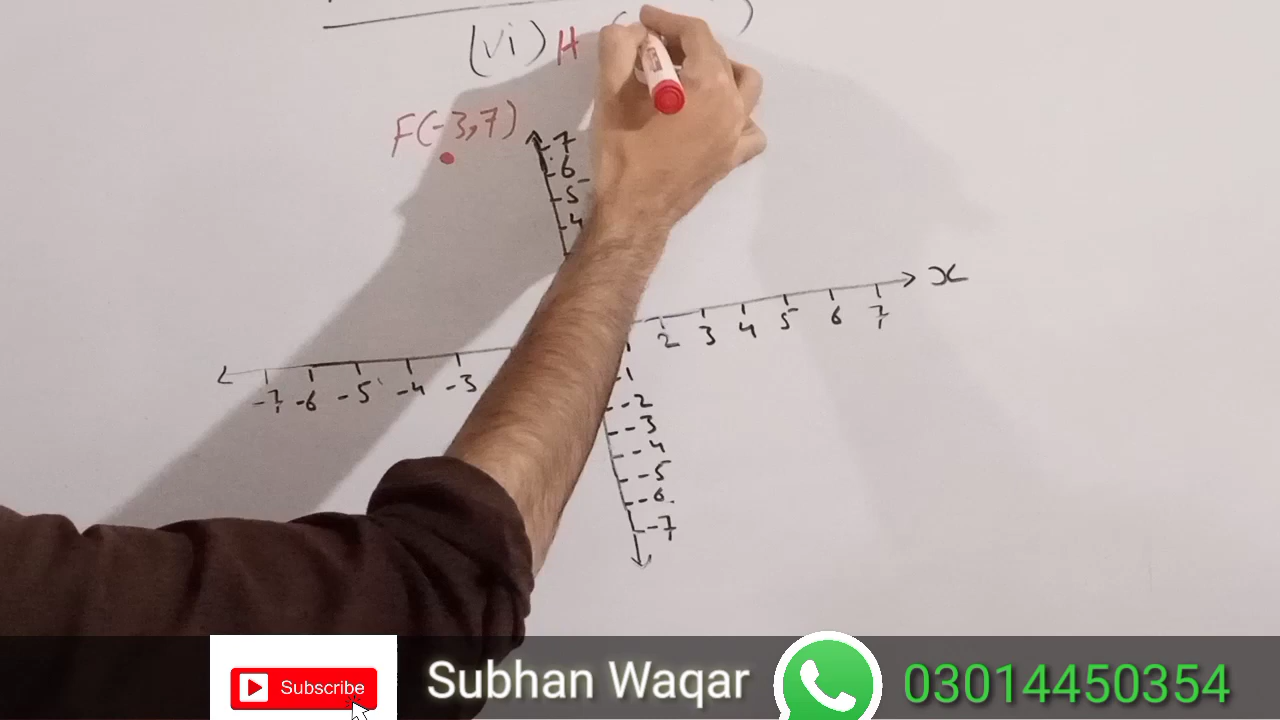 (vi) H ( )
F(-3,7)
7
6
5
4
x
2 3 4 5 6 7
-7 -6 -5 -4 -3
-1
-2
-3
-4
-5
-6
-7
Subscribe
Subhan Waqar
03014450354